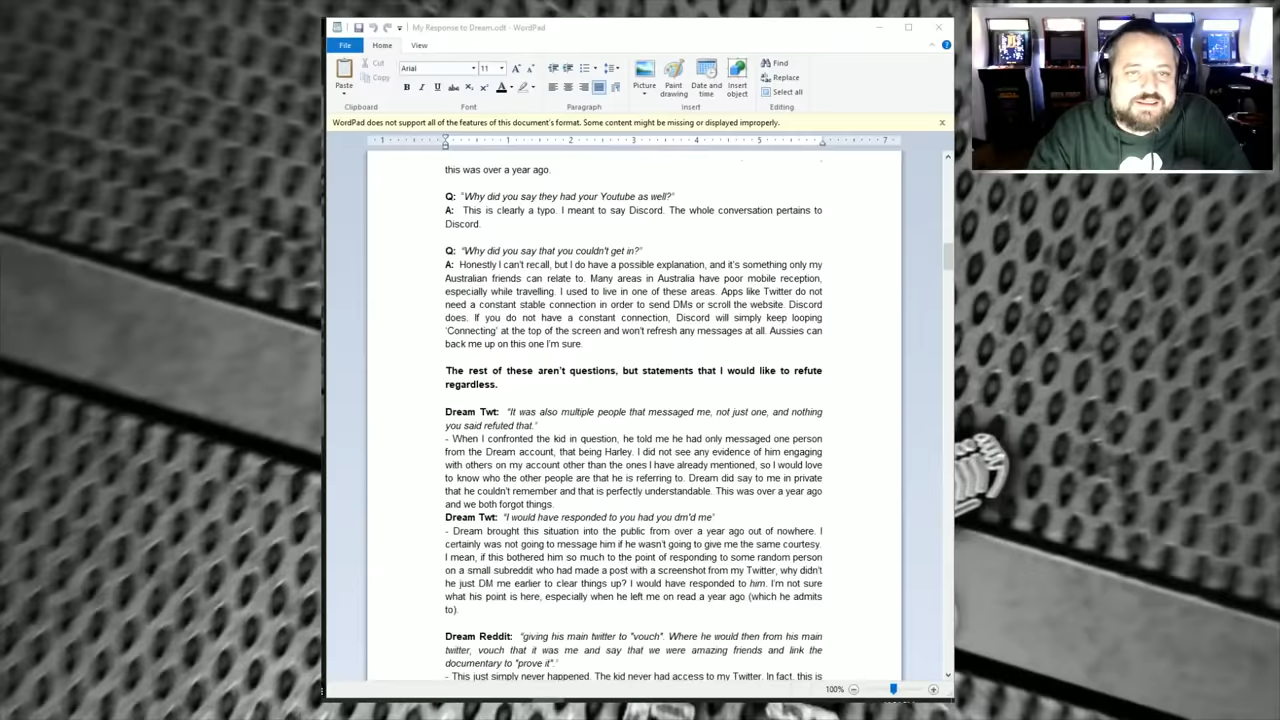 My Response to Dream.odt - WordPad
File
Home
View
Paste
Cut
Copy
Clipboard
Arial
11
Font
Paragraph
Picture
Paint drawing
Date and time
Insert object
Insert
Find
Replace
Select all
Editing
WordPad does not support all of the features of this document's format. Some content might be missing or displayed improperly.
1 1 2 3 4 5 7
this was over a year ago.
Q: "Why did you say they had your Youtube as well?"
A: This is clearly a typo. I meant to say Discord. The whole conversation pertains to
Discord.
Q: "Why did you say that you couldn't get in?"
A: Honestly I can't recall, but I do have a possible explanation, and it's something only my
Australian friends can relate to. Many areas in Australia have poor mobile reception,
especially while travelling. I used to live in one of these areas. Apps like Twitter do not
need a constant stable connection in order to send DMs or scroll the website. Discord
does. If you do not have a constant connection, Discord will simply keep looping
'Connecting' at the top of the screen and won't refresh any messages at all. Aussies can
back me up on this one I'm sure.
The rest of these aren't questions, but statements that I would like to refute
regardless.
Dream Twt: "It was also multiple people that messaged me, not just one, and nothing
you said refuted that."
- When I confronted the kid in question, he told me he had only messaged one person
from the Dream account, that being Harley. I did not see any evidence of him engaging
with others on my account other than the ones I have already mentioned, so I would love
to know who the other people are that he is referring to. Dream did say to me in private
that he couldn't remember and that is perfectly understandable. This was over a year ago
and we both forgot things.
Dream Twt: "I would have responded to you had you dm'd me"
- Dream brought this situation into the public from over a year ago out of nowhere. I
certainly was not going to message him if he wasn't going to give me the same courtesy.
I mean, if this bothered him so much to the point of responding to some random person
on a small subreddit who had made a post with a screenshot from my Twitter, why didn't
he just DM me earlier to clear things up? I would have responded to him. I'm not sure
what his point is here, especially when he left me on read a year ago (which he admits
to).
Dream Reddit: "giving his main twitter to "vouch". Where he would then from his main
twitter, vouch that it was me and say that we were amazing friends and link the
documentary to "prove it"."
- This just simply never happened. The kid never had access to my Twitter. In fact, this is
100%